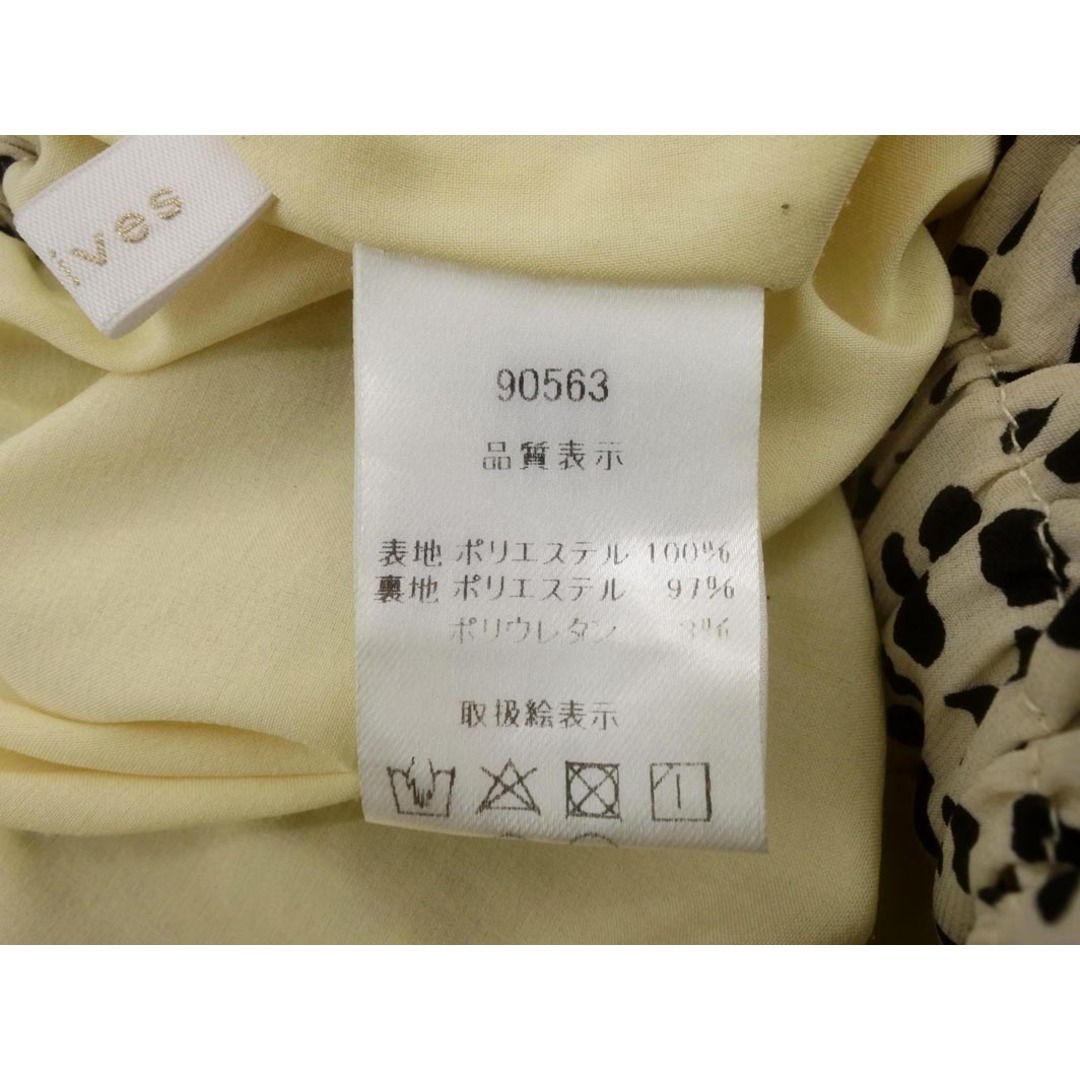 ives
90563
品質表示
表地 ポリエステル 100%
裏地 ポリエステル 97%
ポリウレタン 3%
取扱絵表示